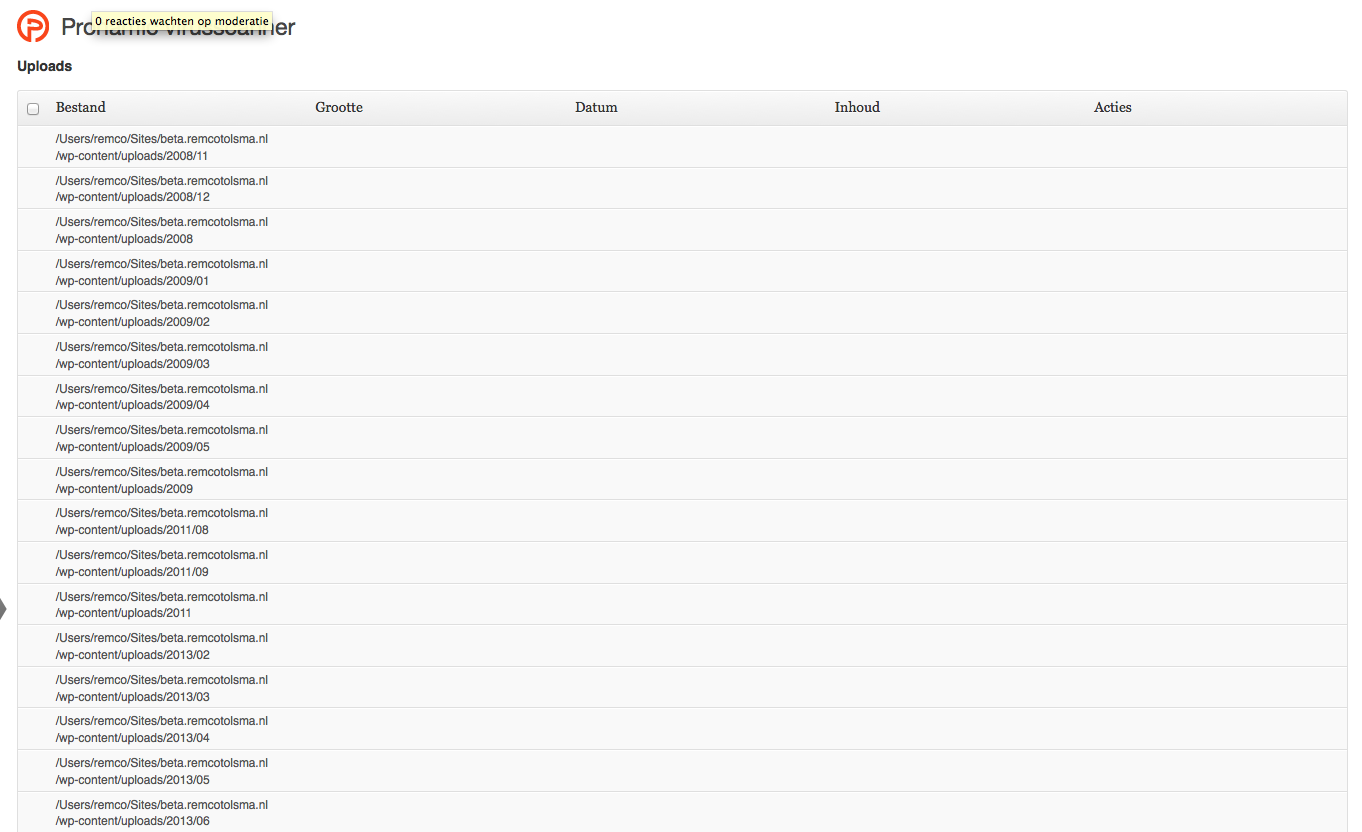 0 reacties wachten op moderatie
Pronamic Virusscanner
Uploads
Bestand Grootte Datum Inhoud Acties
/Users/remco/Sites/beta.remcotolsma.nl
/wp-content/uploads/2008/11
/Users/remco/Sites/beta.remcotolsma.nl
/wp-content/uploads/2008/12
/Users/remco/Sites/beta.remcotolsma.nl
/wp-content/uploads/2008
/Users/remco/Sites/beta.remcotolsma.nl
/wp-content/uploads/2009/01
/Users/remco/Sites/beta.remcotolsma.nl
/wp-content/uploads/2009/02
/Users/remco/Sites/beta.remcotolsma.nl
/wp-content/uploads/2009/03
/Users/remco/Sites/beta.remcotolsma.nl
/wp-content/uploads/2009/04
/Users/remco/Sites/beta.remcotolsma.nl
/wp-content/uploads/2009/05
/Users/remco/Sites/beta.remcotolsma.nl
/wp-content/uploads/2009
/Users/remco/Sites/beta.remcotolsma.nl
/wp-content/uploads/2011/08
/Users/remco/Sites/beta.remcotolsma.nl
/wp-content/uploads/2011/09
/Users/remco/Sites/beta.remcotolsma.nl
/wp-content/uploads/2011
/Users/remco/Sites/beta.remcotolsma.nl
/wp-content/uploads/2013/02
/Users/remco/Sites/beta.remcotolsma.nl
/wp-content/uploads/2013/03
/Users/remco/Sites/beta.remcotolsma.nl
/wp-content/uploads/2013/04
/Users/remco/Sites/beta.remcotolsma.nl
/wp-content/uploads/2013/05
/Users/remco/Sites/beta.remcotolsma.nl
/wp-content/uploads/2013/06